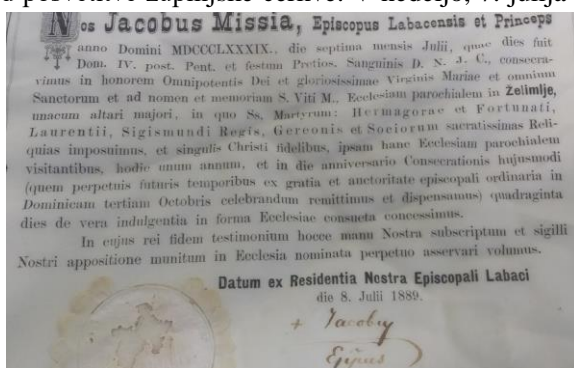 posvetitve župnijske cerkve. V nedeljo, 7. julija
Nos Jacobus Missia, Episcopus Labacensis et Princeps
anno Domini MDCCCLXXXIX., die septima mensis Julii, quae dies fuit
Dom. IV. post. Pent. et festum Pretios. Sanguinis D. N. J. C., consecra-
vimus in honorem Omnipotentis Dei et gloriosissimae Virginis Mariae et omnium
Sanctorum et ad nomen et memoriam S. Viti M., Ecclesiam parochialem in Želimlje,
unacum altari majori, in quo Ss. Martyrum: Hermagorae et Fortunati,
Laurentii, Sigismundi Regis, Gereonis et Sociorum sacratissimas Reli-
quias imposuimus, et singulis Christi fidelibus, ipsam hanc Ecclesiam parochialem
visitantibus, hodie unum annum, et in die anniversario Consecrationis hujusmodi
(quem perpetuis futuris temporibus ex gratia et auctoritate episcopali ordinaria in
Dominicam tertiam Octobris celebrandum remittimus et dispensamus) quadraginta
dies de vera indulgentia in forma Ecclesiae consueta concessimus.
In cujus rei fidem testimonium hocce manu Nostra subscriptum et sigilli
Nostri appositione munitum in Ecclesia nominata perpetuo asservari volumus.
Datum ex Residentia Nostra Episcopali Labaci
die 8. Julii 1889.
+ Jacobus
Eppus